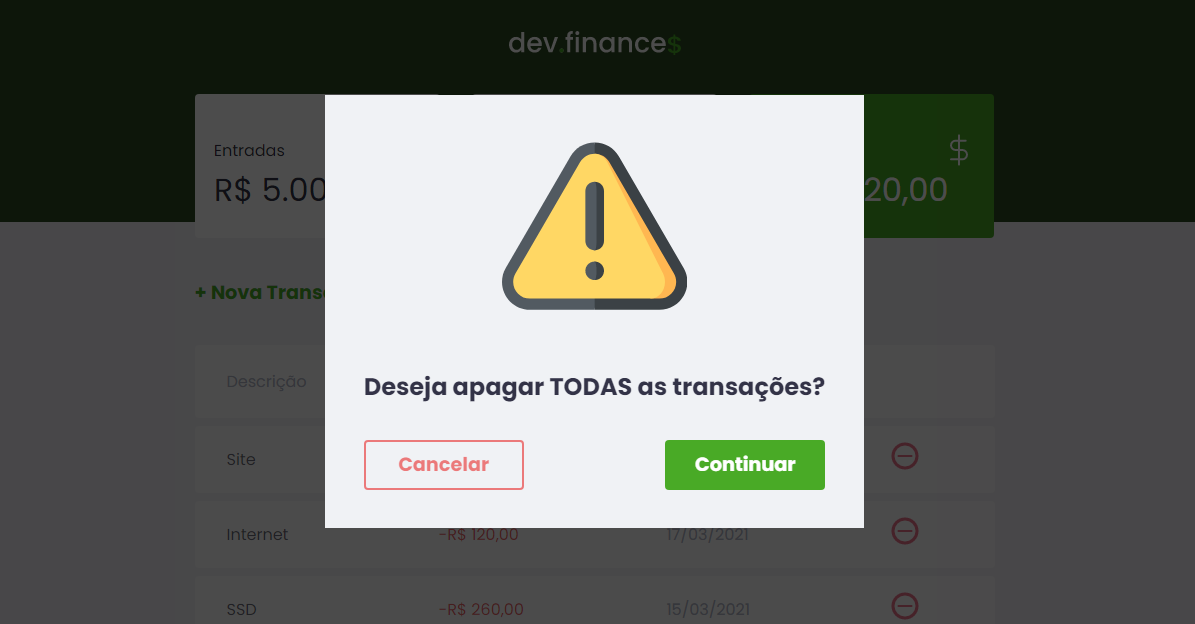 dev.finance$
Entradas
R$ 5.00
$
20,00
+ Nova Trans
Deseja apagar TODAS as transações?
Cancelar
Continuar
Descrição
Site
Internet
-R$ 120,00
17/03/2021
SSD
-R$ 260,00
15/03/2021